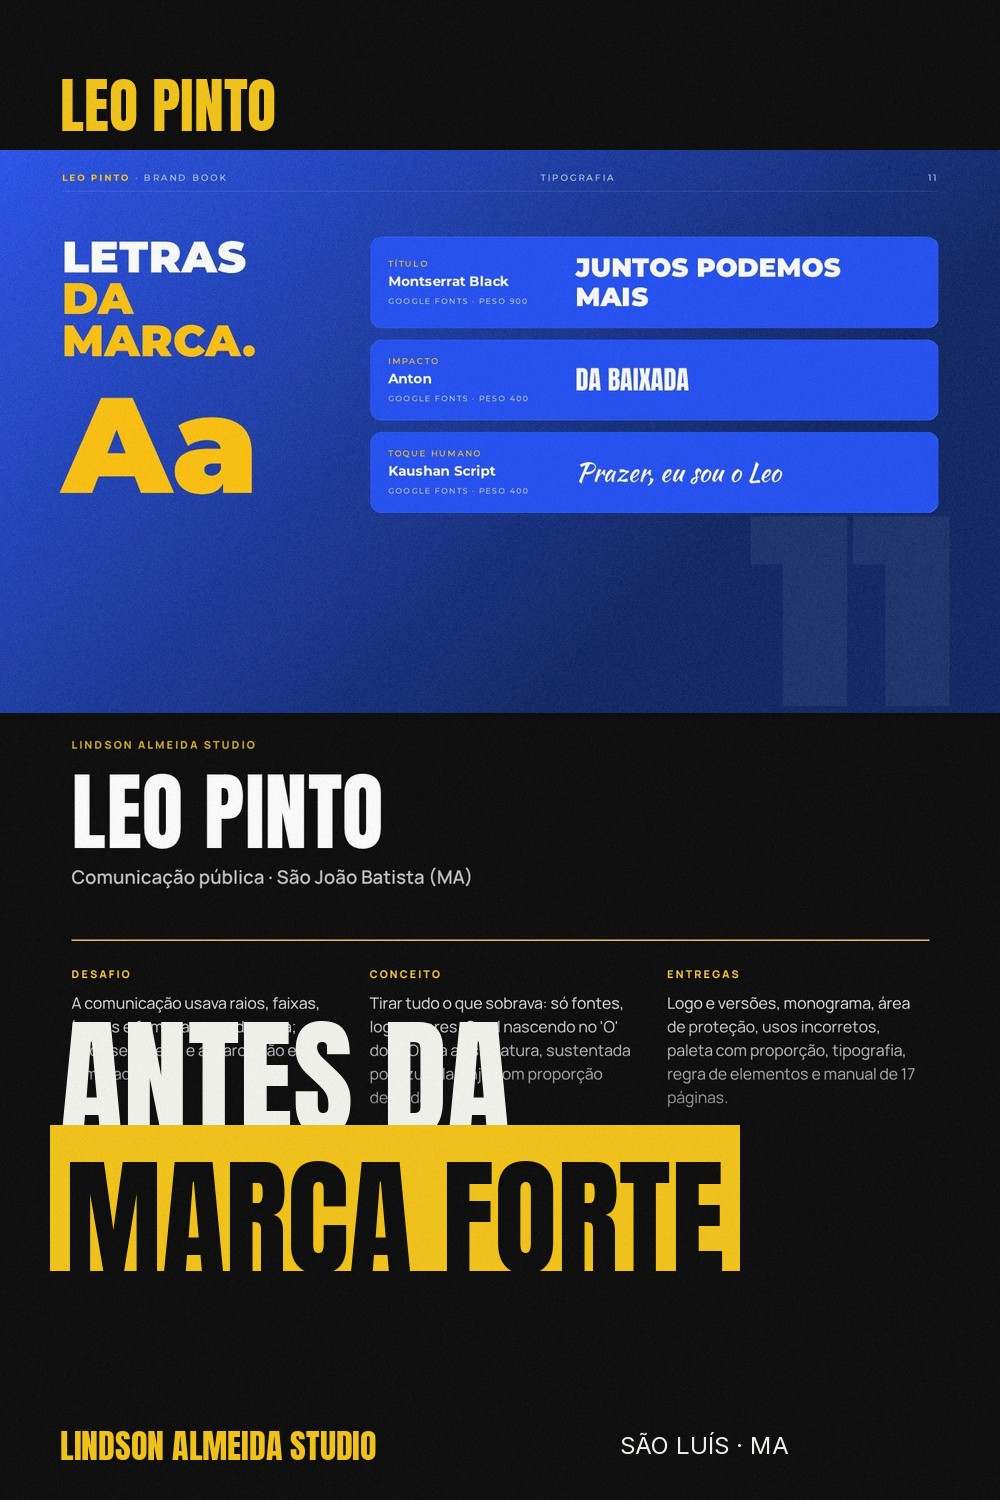 LEO PINTO
LEO PINTO · BRAND BOOK
TIPOGRAFIA
11
LETRAS
DA
MARCA.
Aa
TÍTULO
Montserrat Black
GOOGLE FONTS · PESO 900
JUNTOS PODEMOS
MAIS
IMPACTO
Anton
GOOGLE FONTS · PESO 400
DA BAIXADA
TOQUE HUMANO
Kaushan Script
GOOGLE FONTS · PESO 400
Prazer, eu sou o Leo
11
LINDSON ALMEIDA STUDIO
LEO PINTO
Comunicação pública · São João Batista (MA)
DESAFIO
A comunicação usava raios, faixas,
CONCEITO
Tirar tudo o que sobrava: só fontes,
nascendo no 'O'
sustentada
om proporção
ENTREGAS
Logo e versões, monograma, área
de proteção, usos incorretos,
paleta com proporção, tipografia,
regra de elementos e manual de 17
páginas.
ANTES DA
MARCA FORTE
LINDSON ALMEIDA STUDIO
SÃO LUÍS · MA